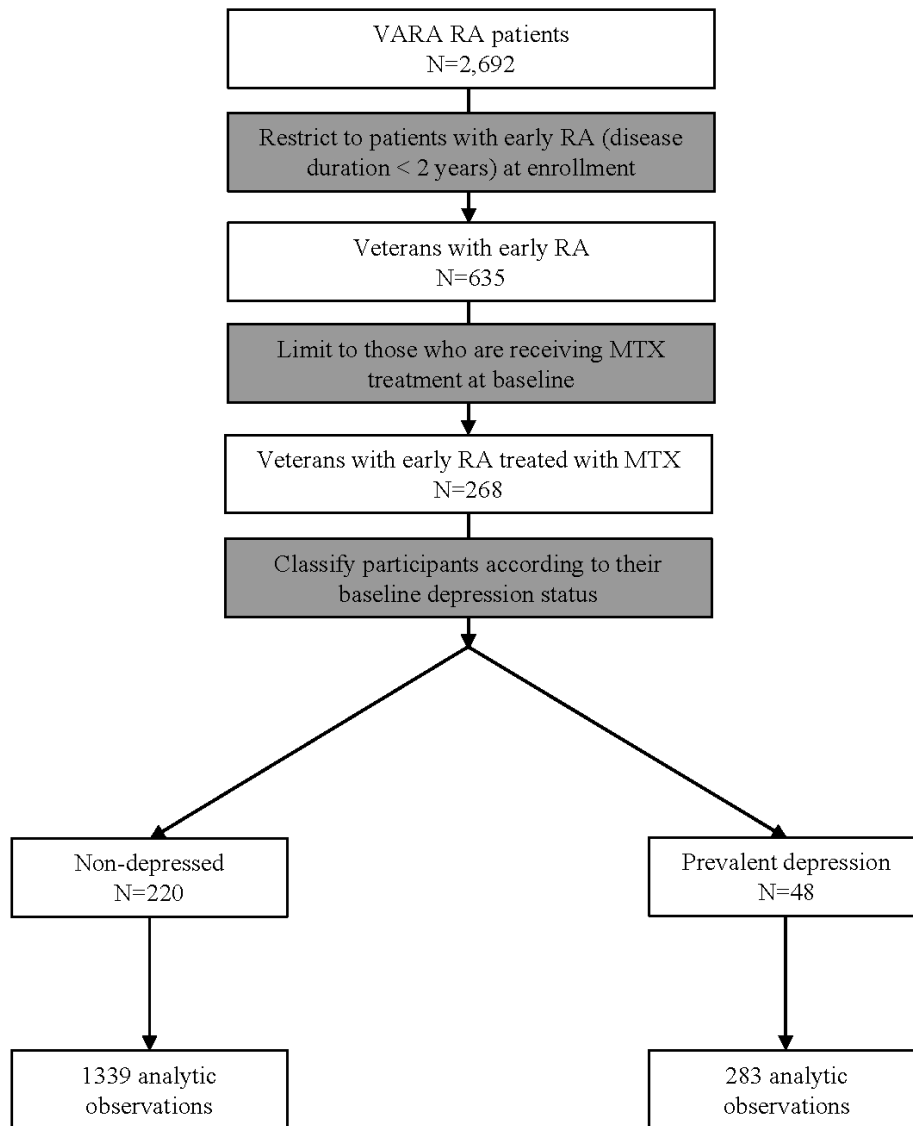 VARA RA patients
N=2,692
Restrict to patients with early RA (disease
duration < 2 years) at enrollment
Veterans with early RA
N=635
Limit to those who are receiving MTX
treatment at baseline
Veterans with early RA treated with MTX
N=268
Classify participants according to their
baseline depression status
Non-depressed
N=220
Prevalent depression
N=48
1339 analytic
observations
283 analytic
observations